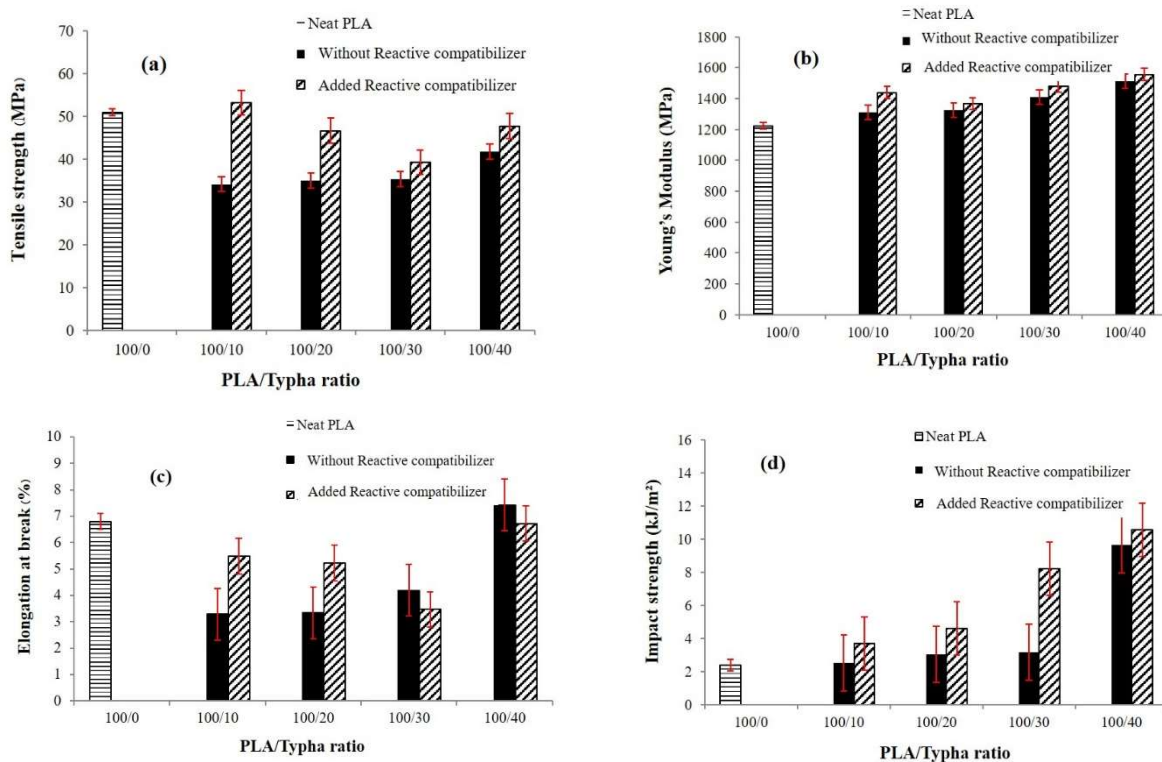 Neat PLA
Without Reactive compatibilizer
Added Reactive compatibilizer
(a)
Tensile strength (MPa)
70
60
50
40
30
20
10
0
100/0 100/10 100/20 100/30 100/40
PLA/Typha ratio
Neat PLA
Without Reactive compatibilizer
Added Reactive compatibilizer
(b)
Young's Modulus (MPa)
1800
1600
1400
1200
1000
800
600
400
200
0
100/0 100/10 100/20 100/30 100/40
PLA/Typha ratio
Neat PLA
Without Reactive compatibilizer
Added Reactive compatibilizer
(c)
Elongation at break (%)
10
9
8
7
6
5
4
3
2
1
0
100/0 100/10 100/20 100/30 100/40
PLA/Typha ratio
Neat PLA
Without Reactive compatibilizer
Added Reactive compatibilizer
(d)
Impact strength (kJ/m²)
16
14
12
10
8
6
4
2
0
100/0 100/10 100/20 100/30 100/40
PLA/Typha ratio